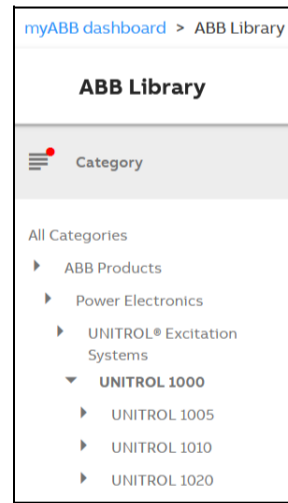 myABB dashboard > ABB Library
ABB Library
Category
All Categories
ABB Products
Power Electronics
UNITROL® Excitation
Systems
UNITROL 1000
UNITROL 1005
UNITROL 1010
UNITROL 1020